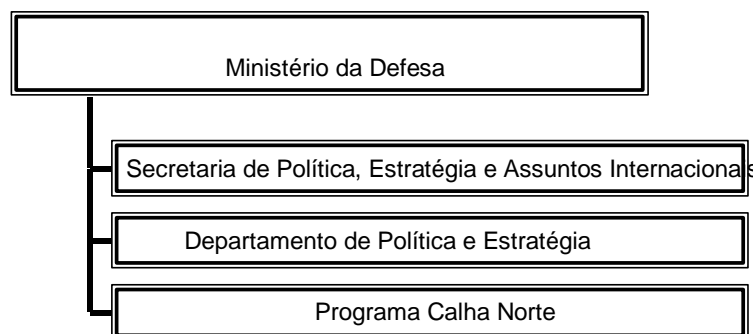 Ministério da Defesa
Secretaria de Política, Estratégia e Assuntos Internacionais
Departamento de Política e Estratégia
Programa Calha Norte